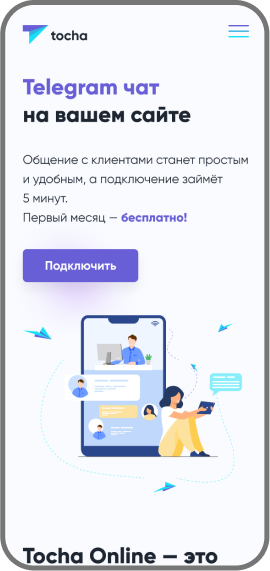 tocha
Telegram чат
на вашем сайте
Общение с клиентами станет простым
и удобным, а подключение займёт
5 минут.
Первый месяц — бесплатно!
Подключить
Tocha Online — это